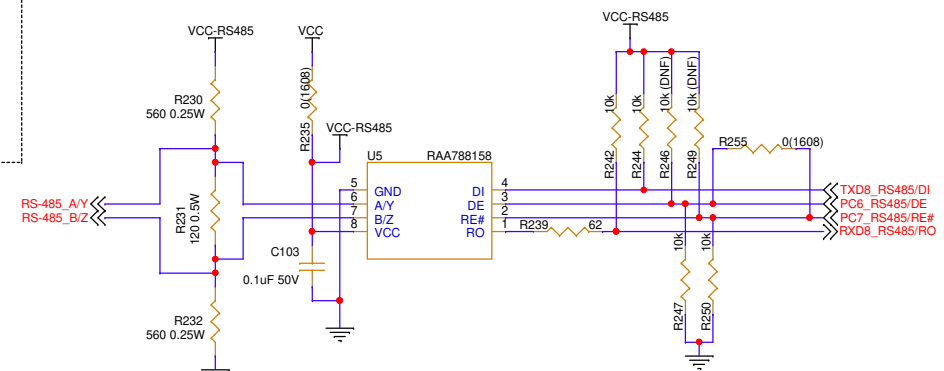 VCC-RS485
VCC-RS485
VCC
R230
560 0.25W
R235
0(1608)
VCC-RS485
R242
10k
R244
10k
R246
10k (DNF)
R249
10k (DNF)
R255
0(1608)
U5
RAA788158
5
GND
DI
4
6
A/Y
DE
3
7
B/Z
RE#
2
8
VCC
RO
1
RS-485_A/Y
RS-485_B/Z
R231
120 0.5W
TXD8_RS485/DI
PC6_RS485/DE
PC7_RS485/RE#
RXD8_RS485/RO
R239
62
C103
0.1uF 50V
R247
10k
R250
10k
R232
560 0.25W